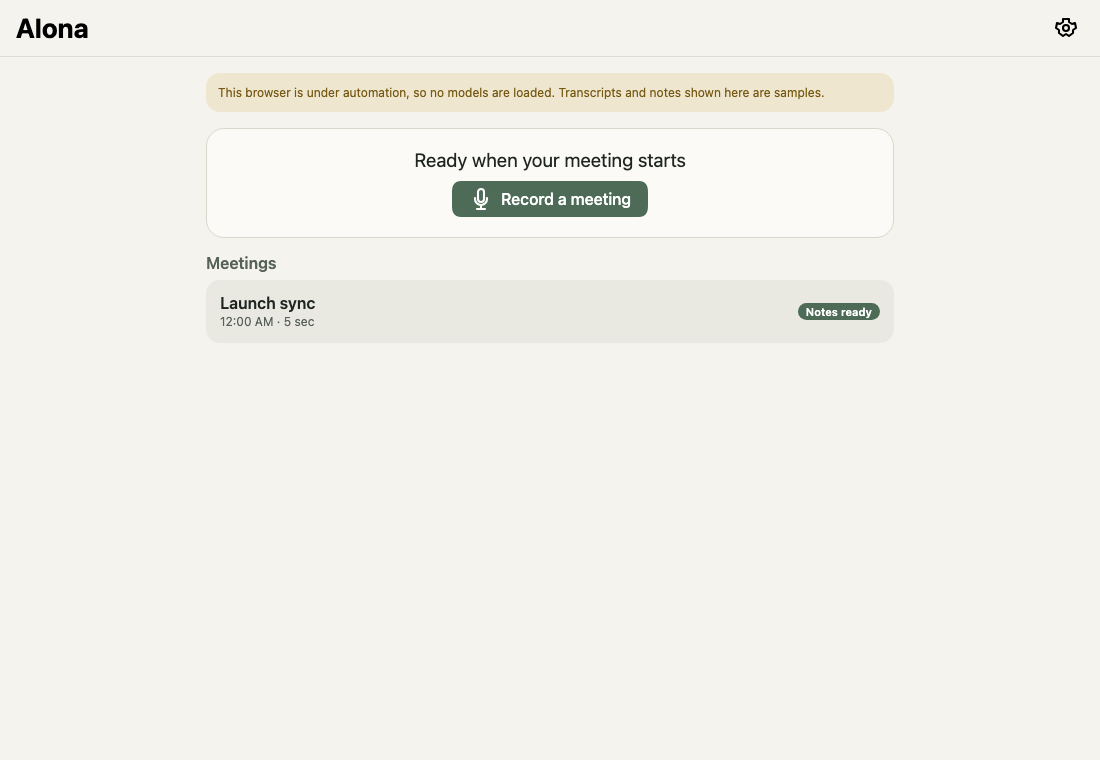 Alona
This browser is under automation, so no models are loaded. Transcripts and notes shown here are samples.
Ready when your meeting starts
Record a meeting
Meetings
Launch sync
12:00 AM · 5 sec
Notes ready